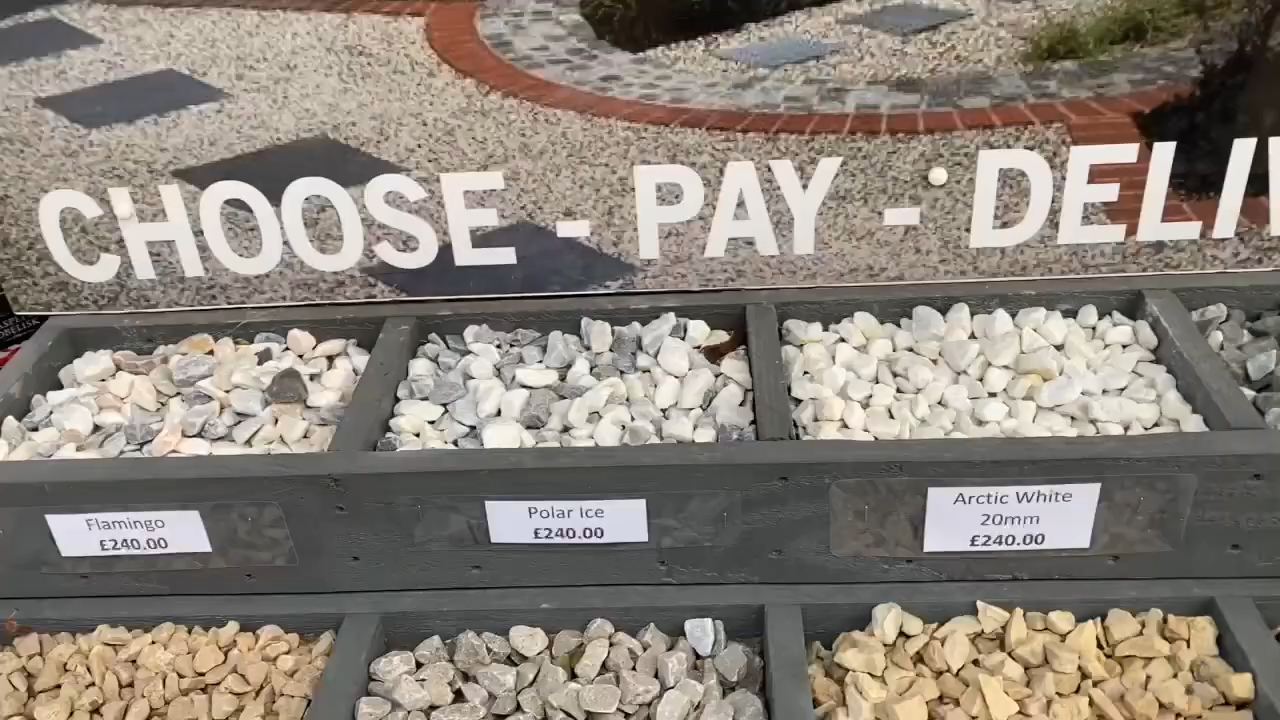 CHOOSE - PAY - DELI
Flamingo
£240.00
Polar Ice
£240.00
Arctic White
20mm
£240.00